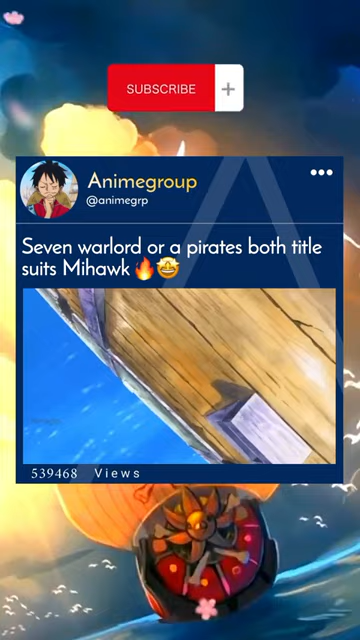 SUBSCRIBE
Animegroup
@animegrp
Seven warlord or a pirates both title
suits Mihawk🔥🤩
539468 Views